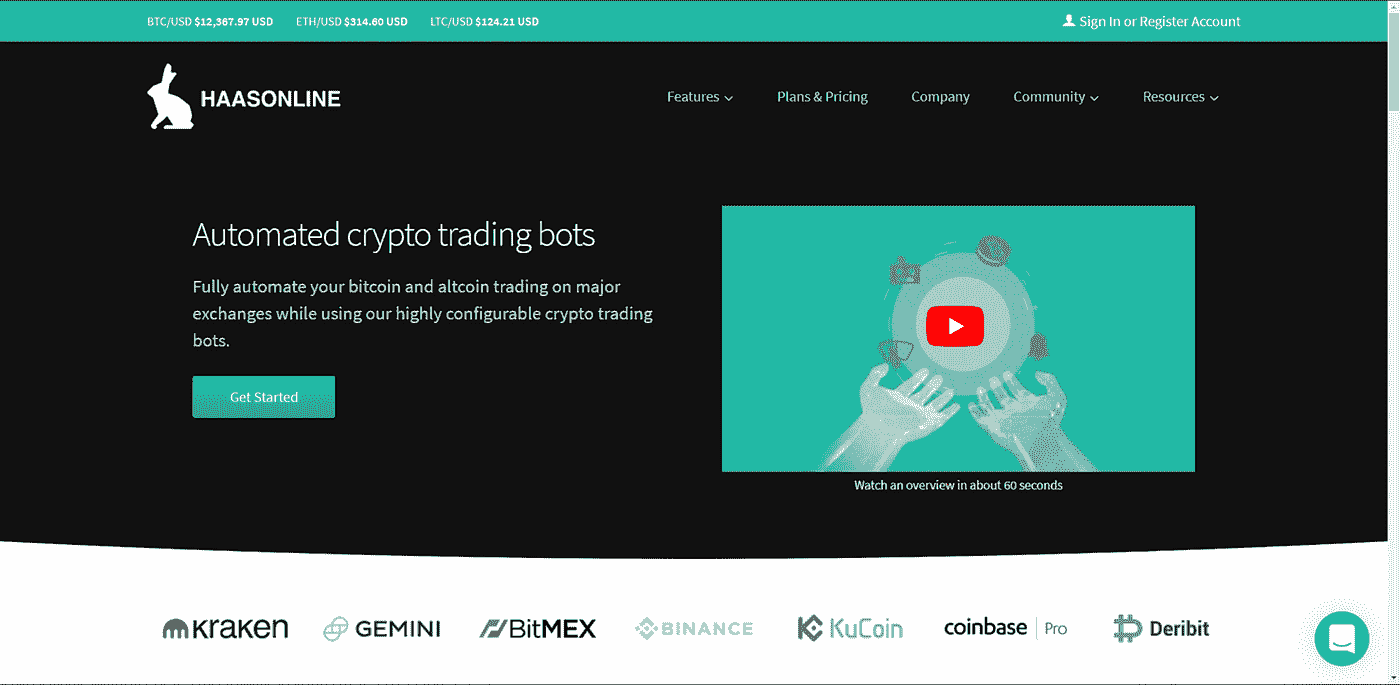 BTC/USD $12,367.97 USD ETH/USD $314.60 USD LTC/USD $124.21 USD Sign In or Register Account
HAASONLINE Features Plans & Pricing Company Community Resources
Automated crypto trading bots
Fully automate your bitcoin and altcoin trading on major
exchanges while using our highly configurable crypto trading
bots.
Get Started
Watch an overview in about 60 seconds
kraken GEMINI BitMEX BINANCE KuCoin coinbase Pro Deribit